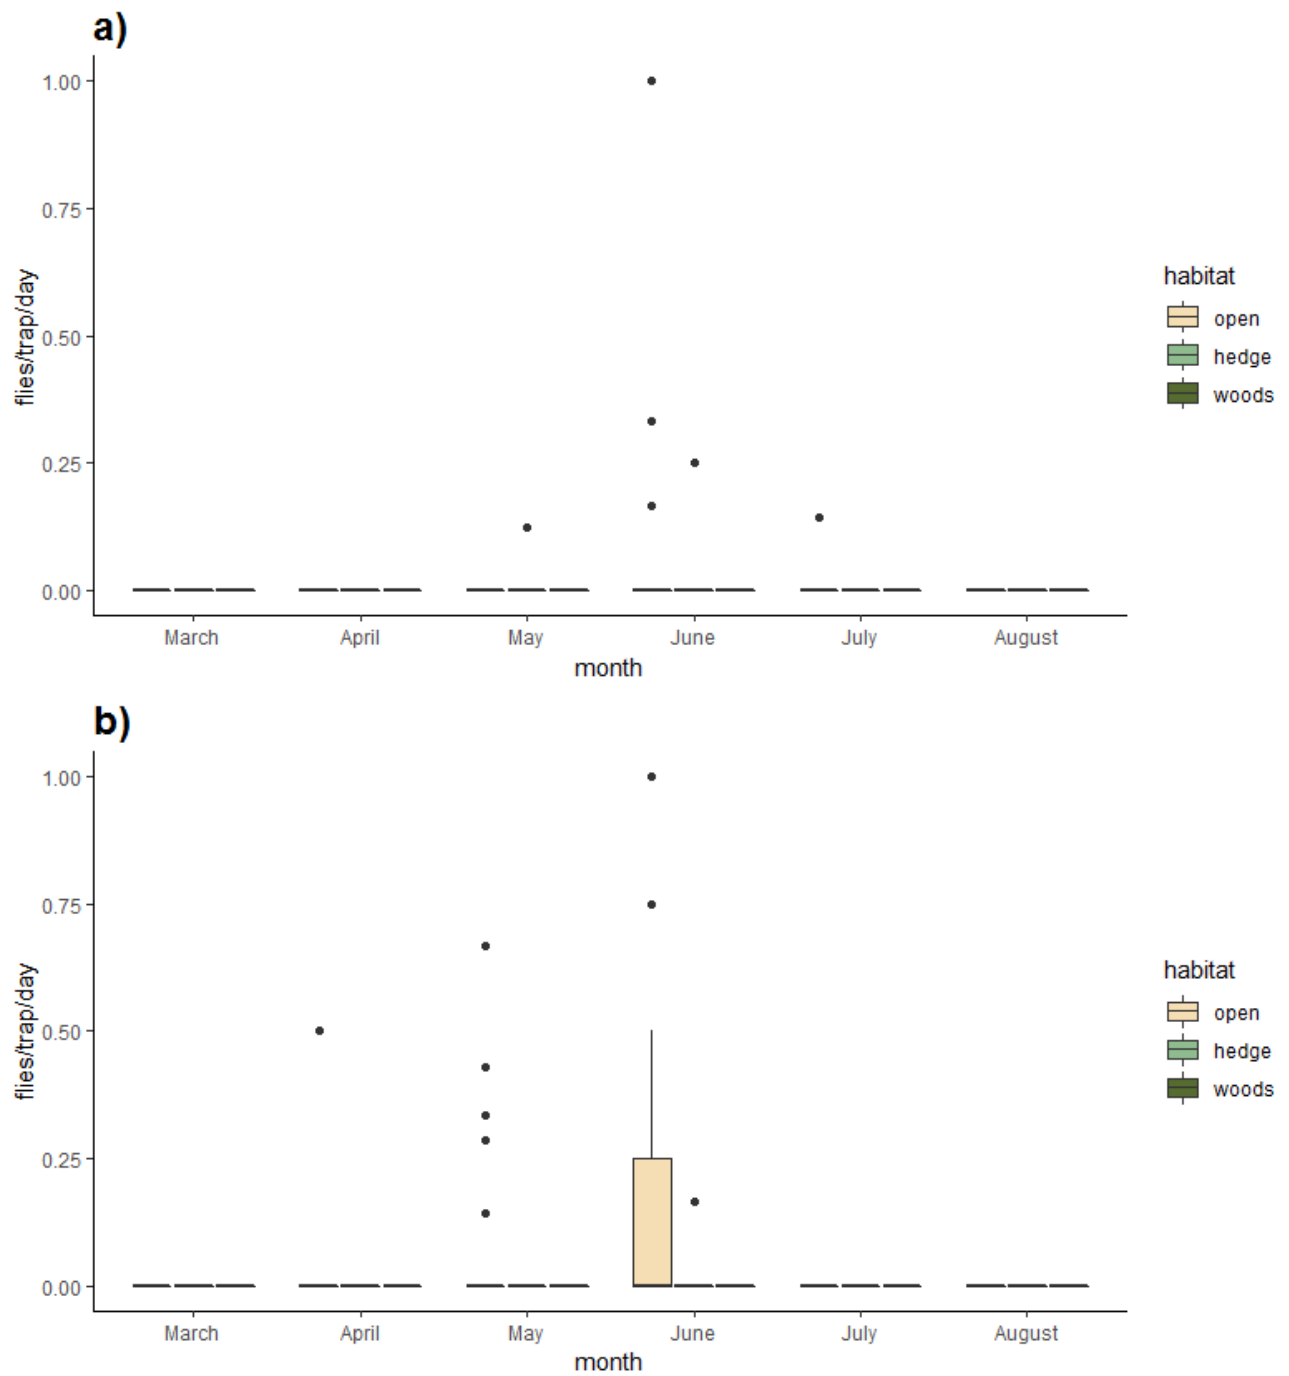 a)
1.00
0.75
0.50
0.25
0.00
flies/trap/day
March April May June July August
month
habitat
open
hedge
woods
b)
1.00
0.75
0.50
0.25
0.00
flies/trap/day
March April May June July August
month
habitat
open
hedge
woods